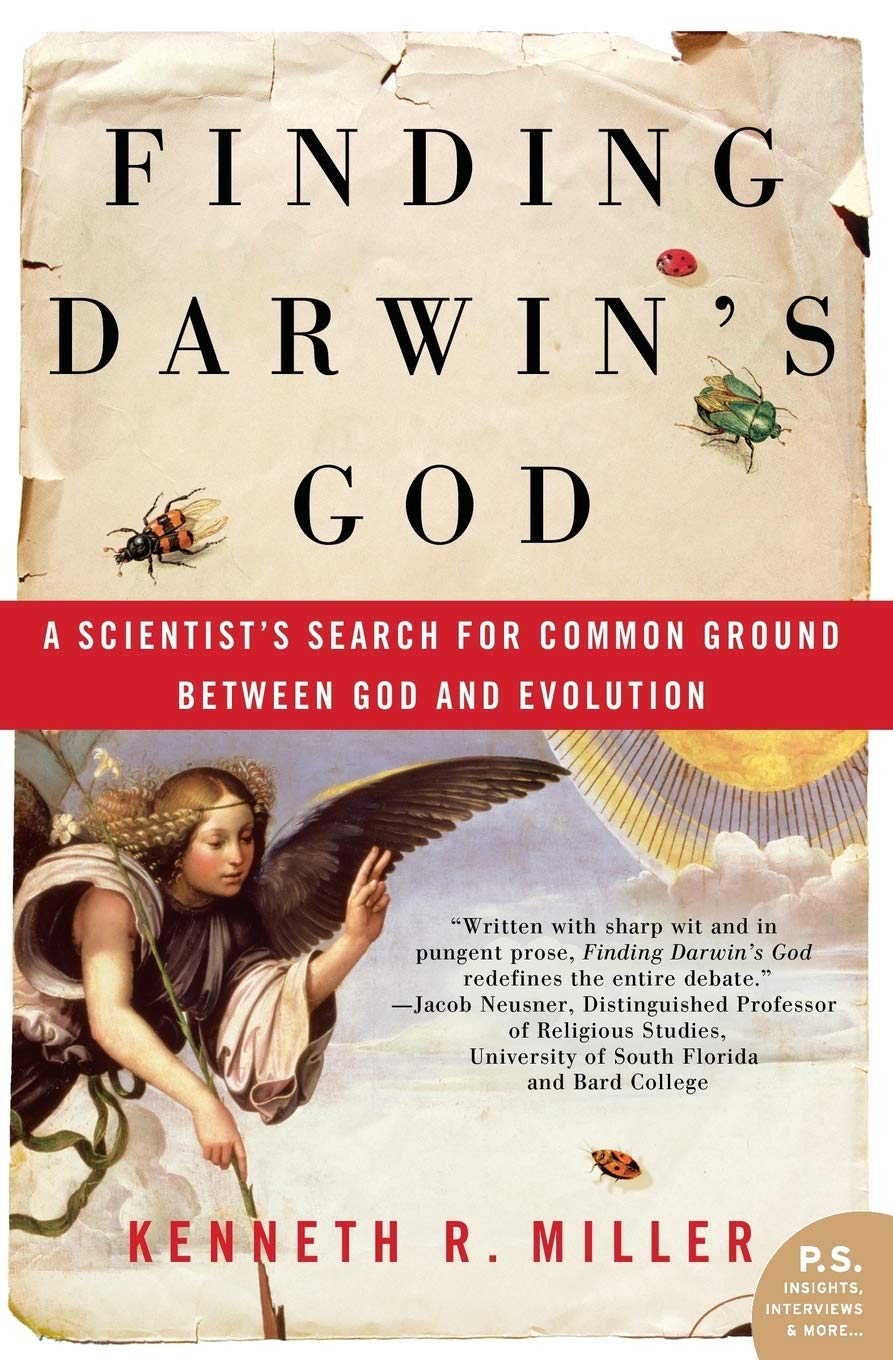 FINDING
DARWIN'S
GOD
A SCIENTIST'S SEARCH FOR COMMON GROUND
BETWEEN GOD AND EVOLUTION
“Written with sharp wit and in
pungent prose, Finding Darwin's God
redefines the entire debate.”
—Jacob Neusner, Distinguished Professor
of Religious Studies,
University of South Florida
and Bard College
KENNETH R. MILLER
P.S.
INSIGHTS,
INTERVIEWS
& MORE...